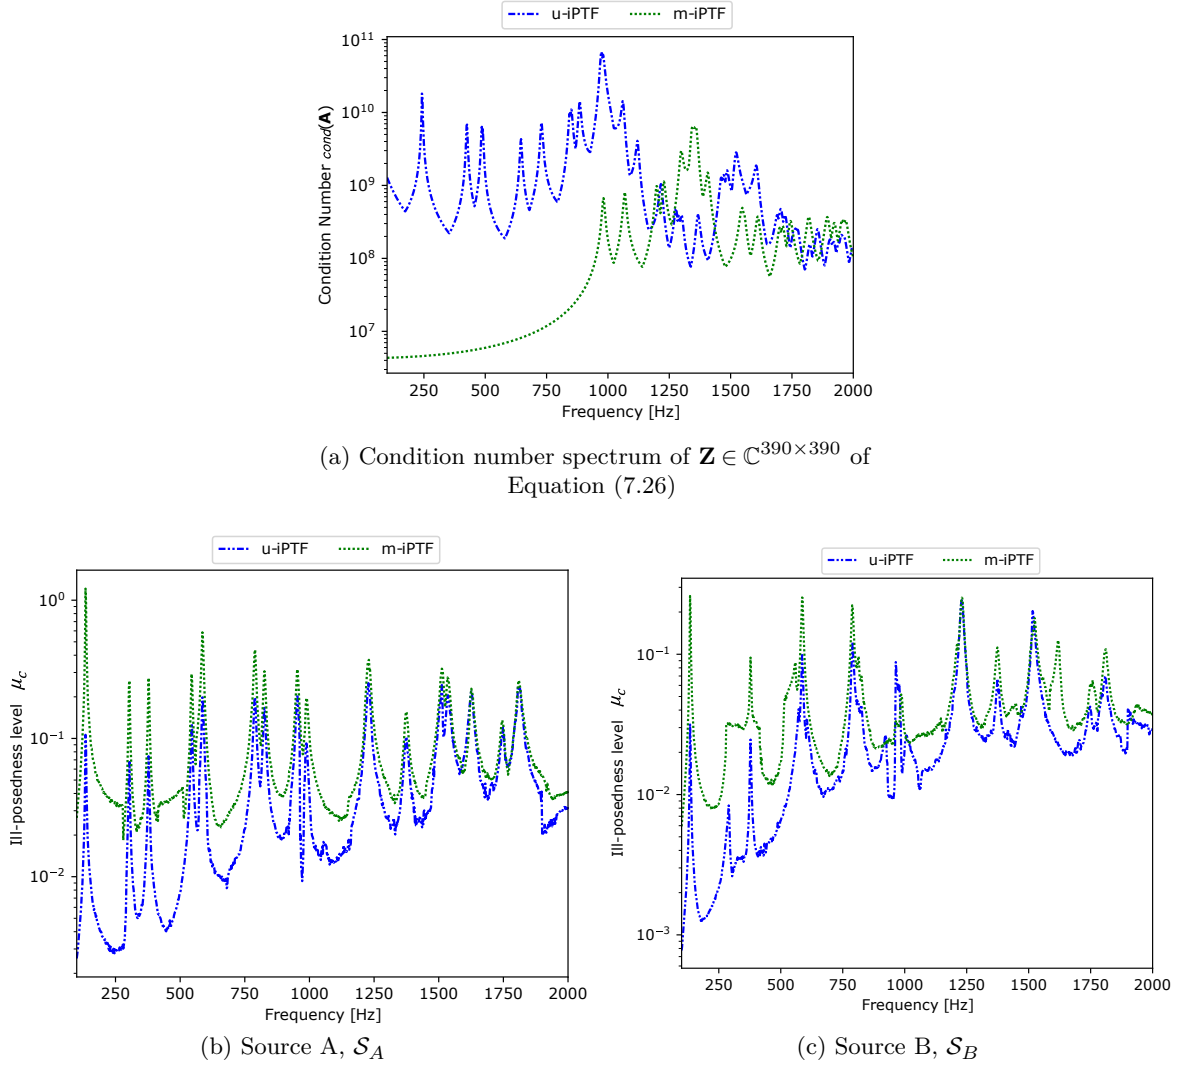 u-iPTF m-iPTF
10^11
10^10
10^9
10^8
10^7
Condition Number cond(A)
250 500 750 1000 1250 1500 1750 2000
Frequency [Hz]
(a) Condition number spectrum of Z ∈ ℂ^{390×390} of
Equation (7.26)
u-iPTF m-iPTF
10^0
10^−1
10^−2
Ill-posedness level μ_c
250 500 750 1000 1250 1500 1750 2000
Frequency [Hz]
(b) Source A, 𝒮_A
u-iPTF m-iPTF
10^−1
10^−2
10^−3
Ill-posedness level μ_c
250 500 750 1000 1250 1500 1750 2000
Frequency [Hz]
(c) Source B, 𝒮_B